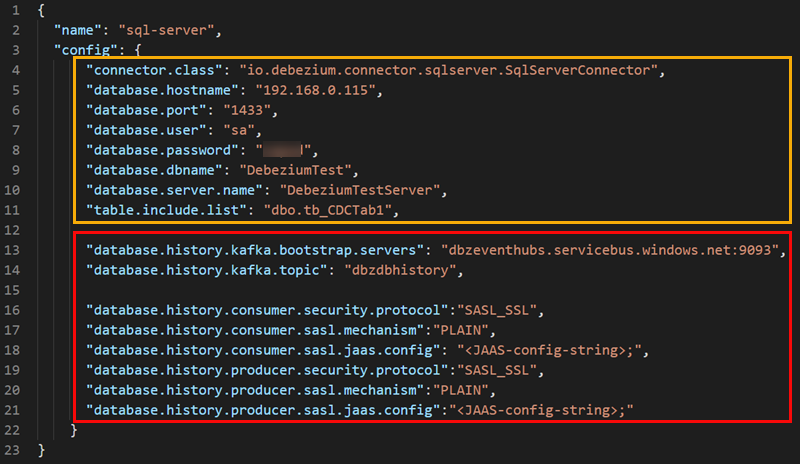 1 {
2 "name": "sql-server",
3 "config": {
4 "connector.class": "io.debezium.connector.sqlserver.SqlServerConnector",
5 "database.hostname": "192.168.0.115",
6 "database.port": "1433",
7 "database.user": "sa",
8 "database.password": "",
9 "database.dbname": "DebeziumTest",
10 "database.server.name": "DebeziumTestServer",
11 "table.include.list": "dbo.tb_CDCTab1",
12
13 "database.history.kafka.bootstrap.servers": "dbzeventhubs.servicebus.windows.net:9093",
14 "database.history.kafka.topic": "dbzdbhistory",
15
16 "database.history.consumer.security.protocol":"SASL_SSL",
17 "database.history.consumer.sasl.mechanism":"PLAIN",
18 "database.history.consumer.sasl.jaas.config": "<JAAS-config-string>;",
19 "database.history.producer.security.protocol":"SASL_SSL",
20 "database.history.producer.sasl.mechanism":"PLAIN",
21 "database.history.producer.sasl.jaas.config":"<JAAS-config-string>;"
22 }
23 }